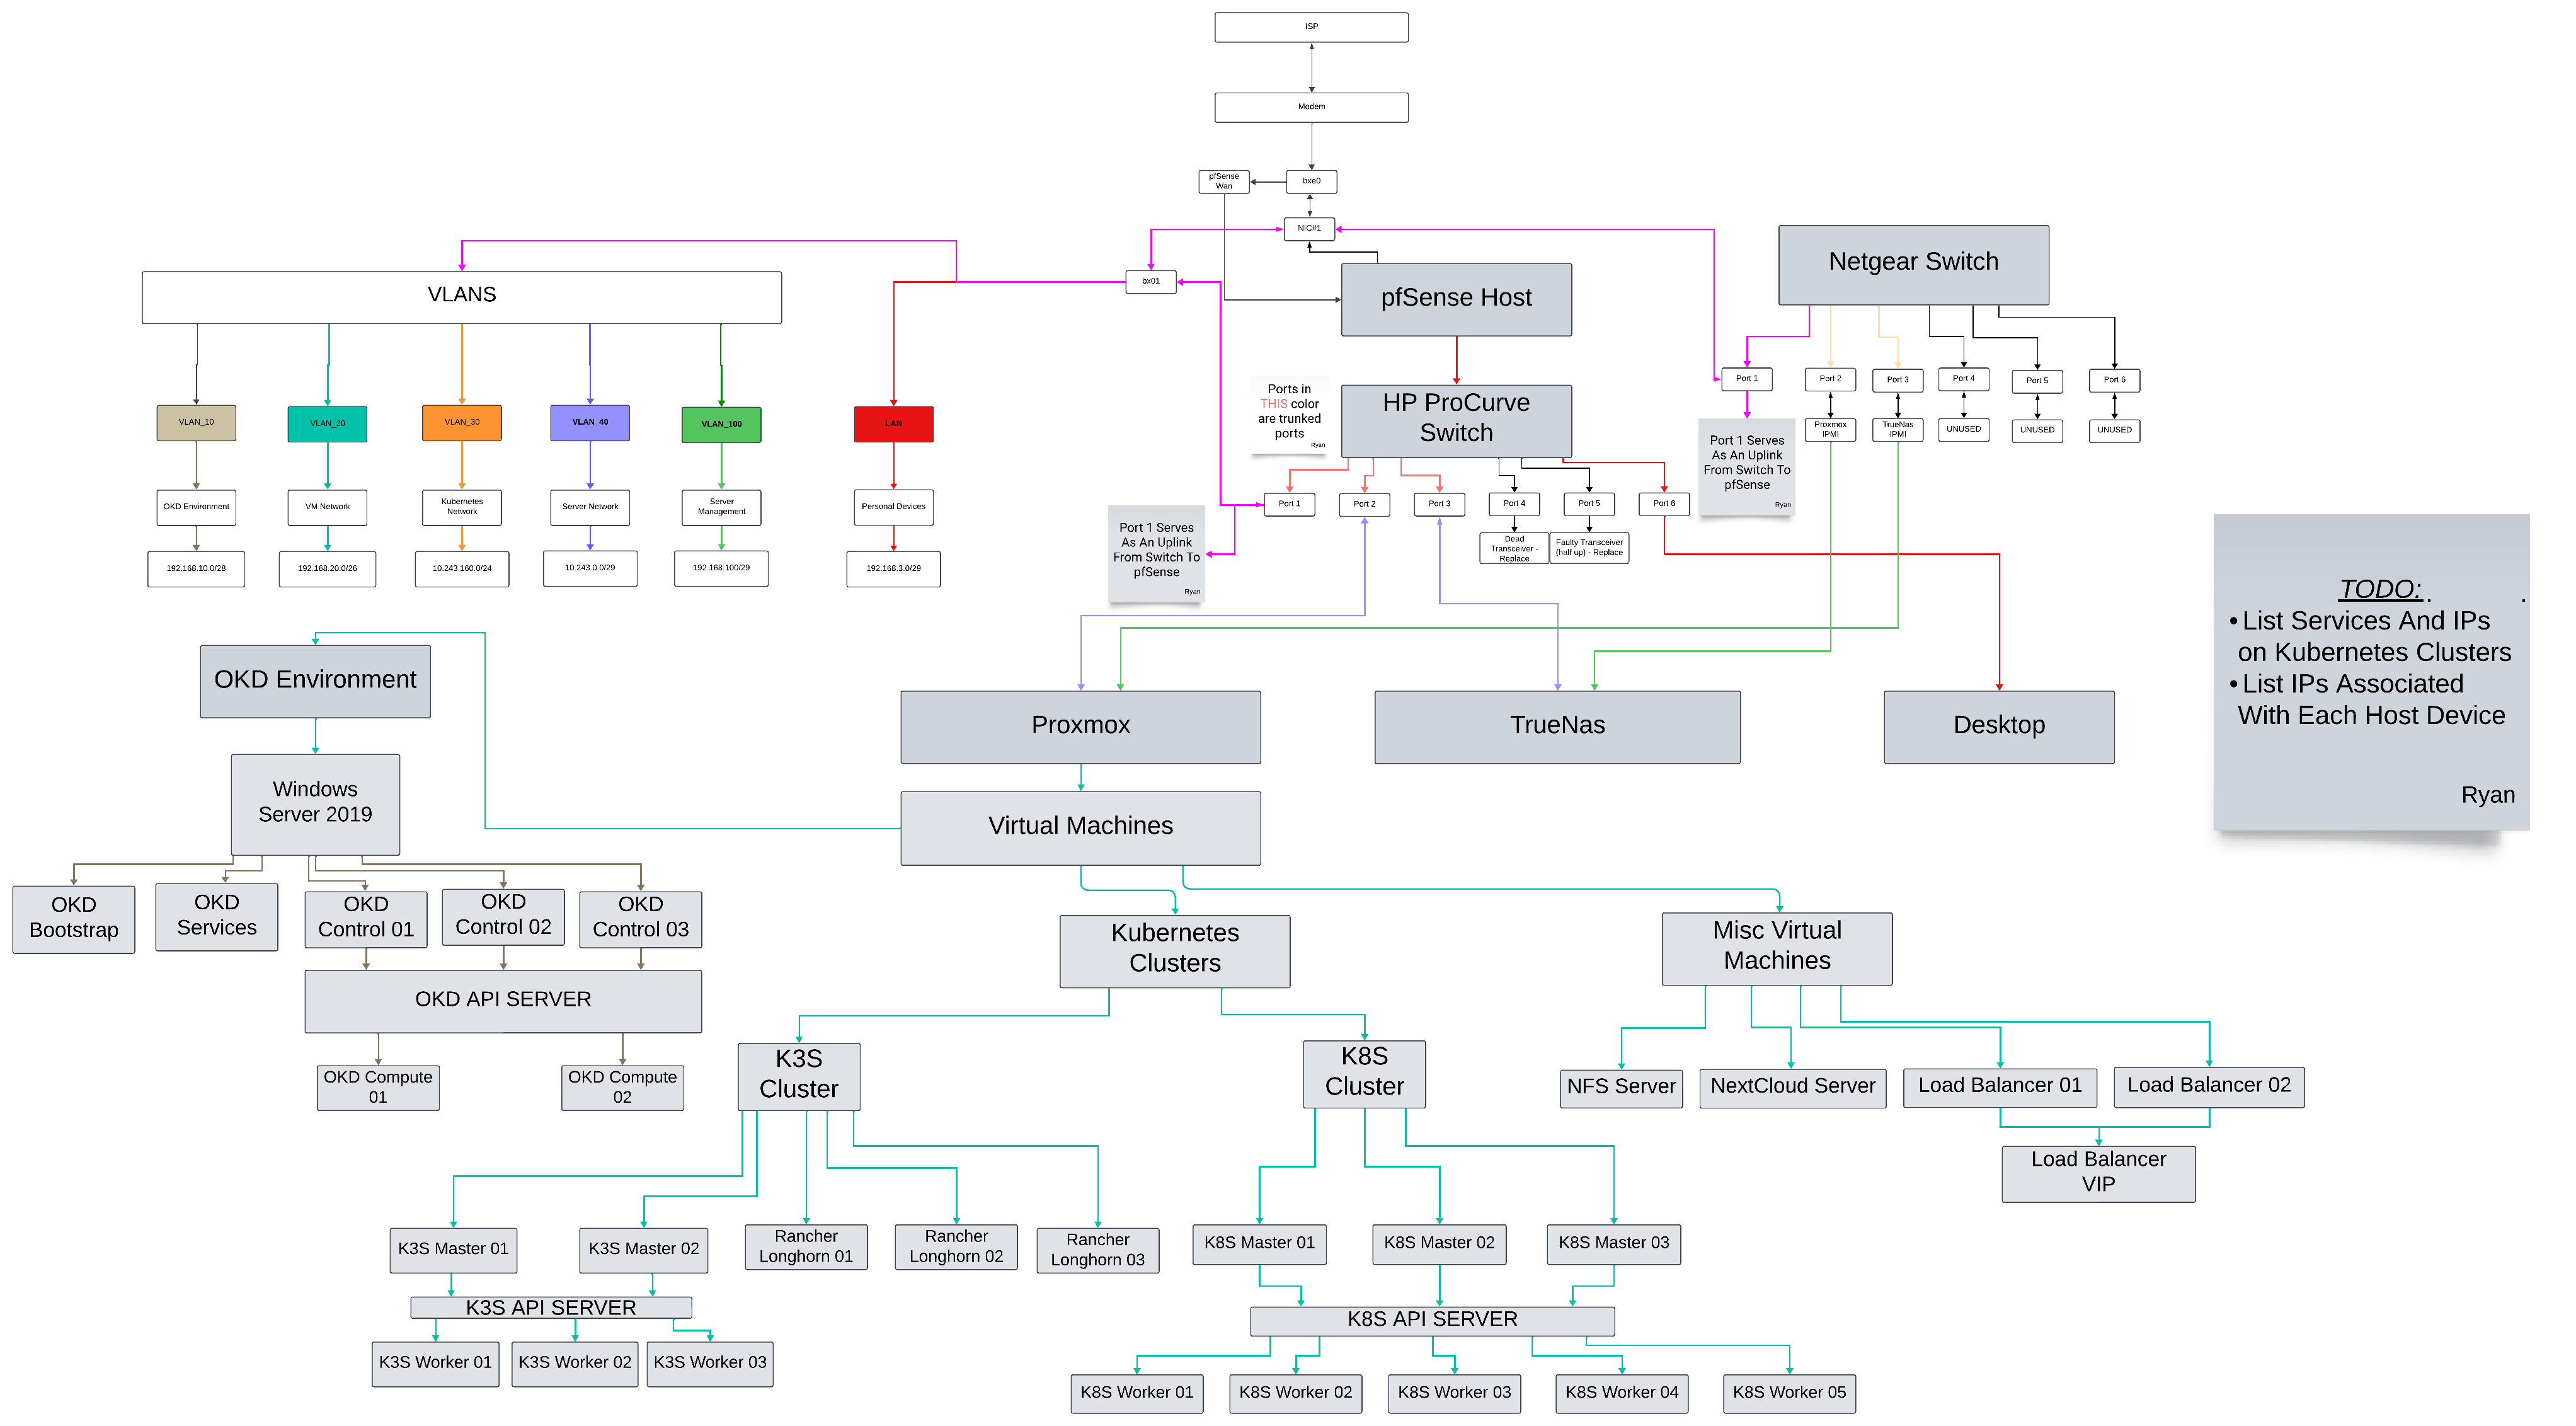 ISP
Modem
pfSense
Wan
bxe0
NIC#1
bx01
pfSense Host
Netgear Switch
VLANS
VLAN_10
VLAN_20
VLAN_30
VLAN_40
VLAN_100
LAN
OKD Environment
VM Network
Kubernetes
Network
Server Network
Server
Management
Personal Devices
192.168.10.0/28
192.168.20.0/26
10.243.160.0/24
10.243.0.0/29
192.168.100/29
192.168.3.0/29
Ports in
THIS color
are trunked
ports
Ryan
HP ProCurve
Switch
Port 1
Port 2
Port 3
Port 4
Port 5
Port 6
Dead
Transceiver -
Replace
Faulty Transceiver
(half up) - Replace
Port 1 Serves
As An Uplink
From Switch To
pfSense
Ryan
Port 1
Port 2
Port 3
Port 4
Port 5
Port 6
Proxmox
IPMI
TrueNas
IPMI
UNUSED
UNUSED
UNUSED
Port 1 Serves
As An Uplink
From Switch To
pfSense
Ryan
TODO:
• List Services And IPs
on Kubernetes Clusters
• List IPs Associated
With Each Host Device
Ryan
OKD Environment
Proxmox
TrueNas
Desktop
Windows
Server 2019
Virtual Machines
OKD
Bootstrap
OKD
Services
OKD
Control 01
OKD
Control 02
OKD
Control 03
OKD API SERVER
OKD Compute
01
OKD Compute
02
Kubernetes
Clusters
Misc Virtual
Machines
K3S
Cluster
K8S
Cluster
NFS Server
NextCloud Server
Load Balancer 01
Load Balancer 02
Load Balancer
VIP
K3S Master 01
K3S Master 02
Rancher
Longhorn 01
Rancher
Longhorn 02
Rancher
Longhorn 03
K8S Master 01
K8S Master 02
K8S Master 03
K3S API SERVER
K8S API SERVER
K3S Worker 01
K3S Worker 02
K3S Worker 03
K8S Worker 01
K8S Worker 02
K8S Worker 03
K8S Worker 04
K8S Worker 05